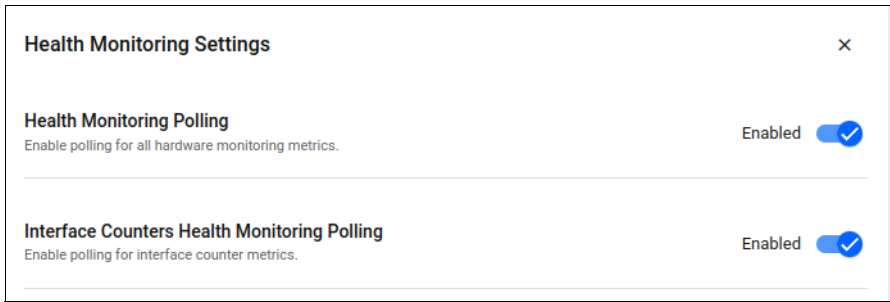 Health Monitoring Settings
Health Monitoring Polling
Enable polling for all hardware monitoring metrics.
Enabled
Interface Counters Health Monitoring Polling
Enable polling for interface counter metrics.
Enabled